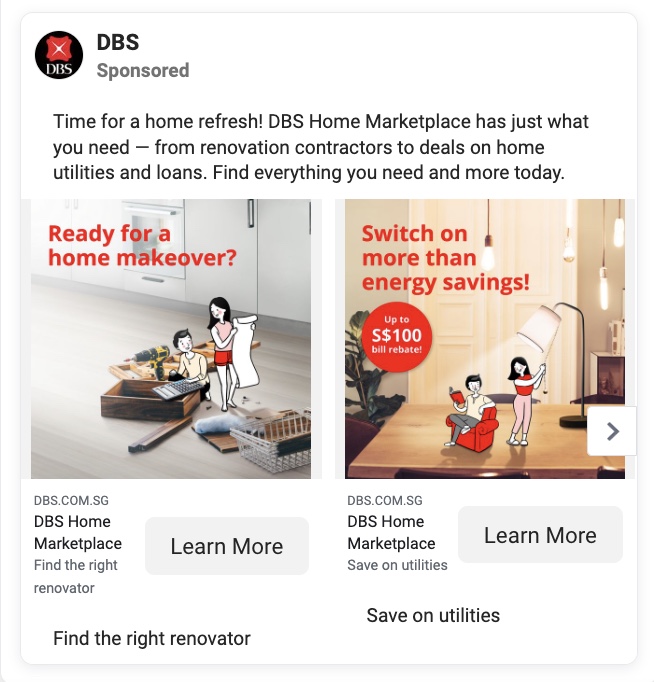 DBS
DBS
Sponsored
Time for a home refresh! DBS Home Marketplace has just what
you need — from renovation contractors to deals on home
utilities and loans. Find everything you need and more today.
Ready for a
home makeover?
Switch on
more than
energy savings!
Up to
S$100
bill rebate!
DBS.COM.SG
DBS Home
Marketplace
Find the right
renovator
Learn More
Find the right renovator
DBS.COM.SG
DBS Home
Marketplace
Save on utilities
Learn More
Save on utilities